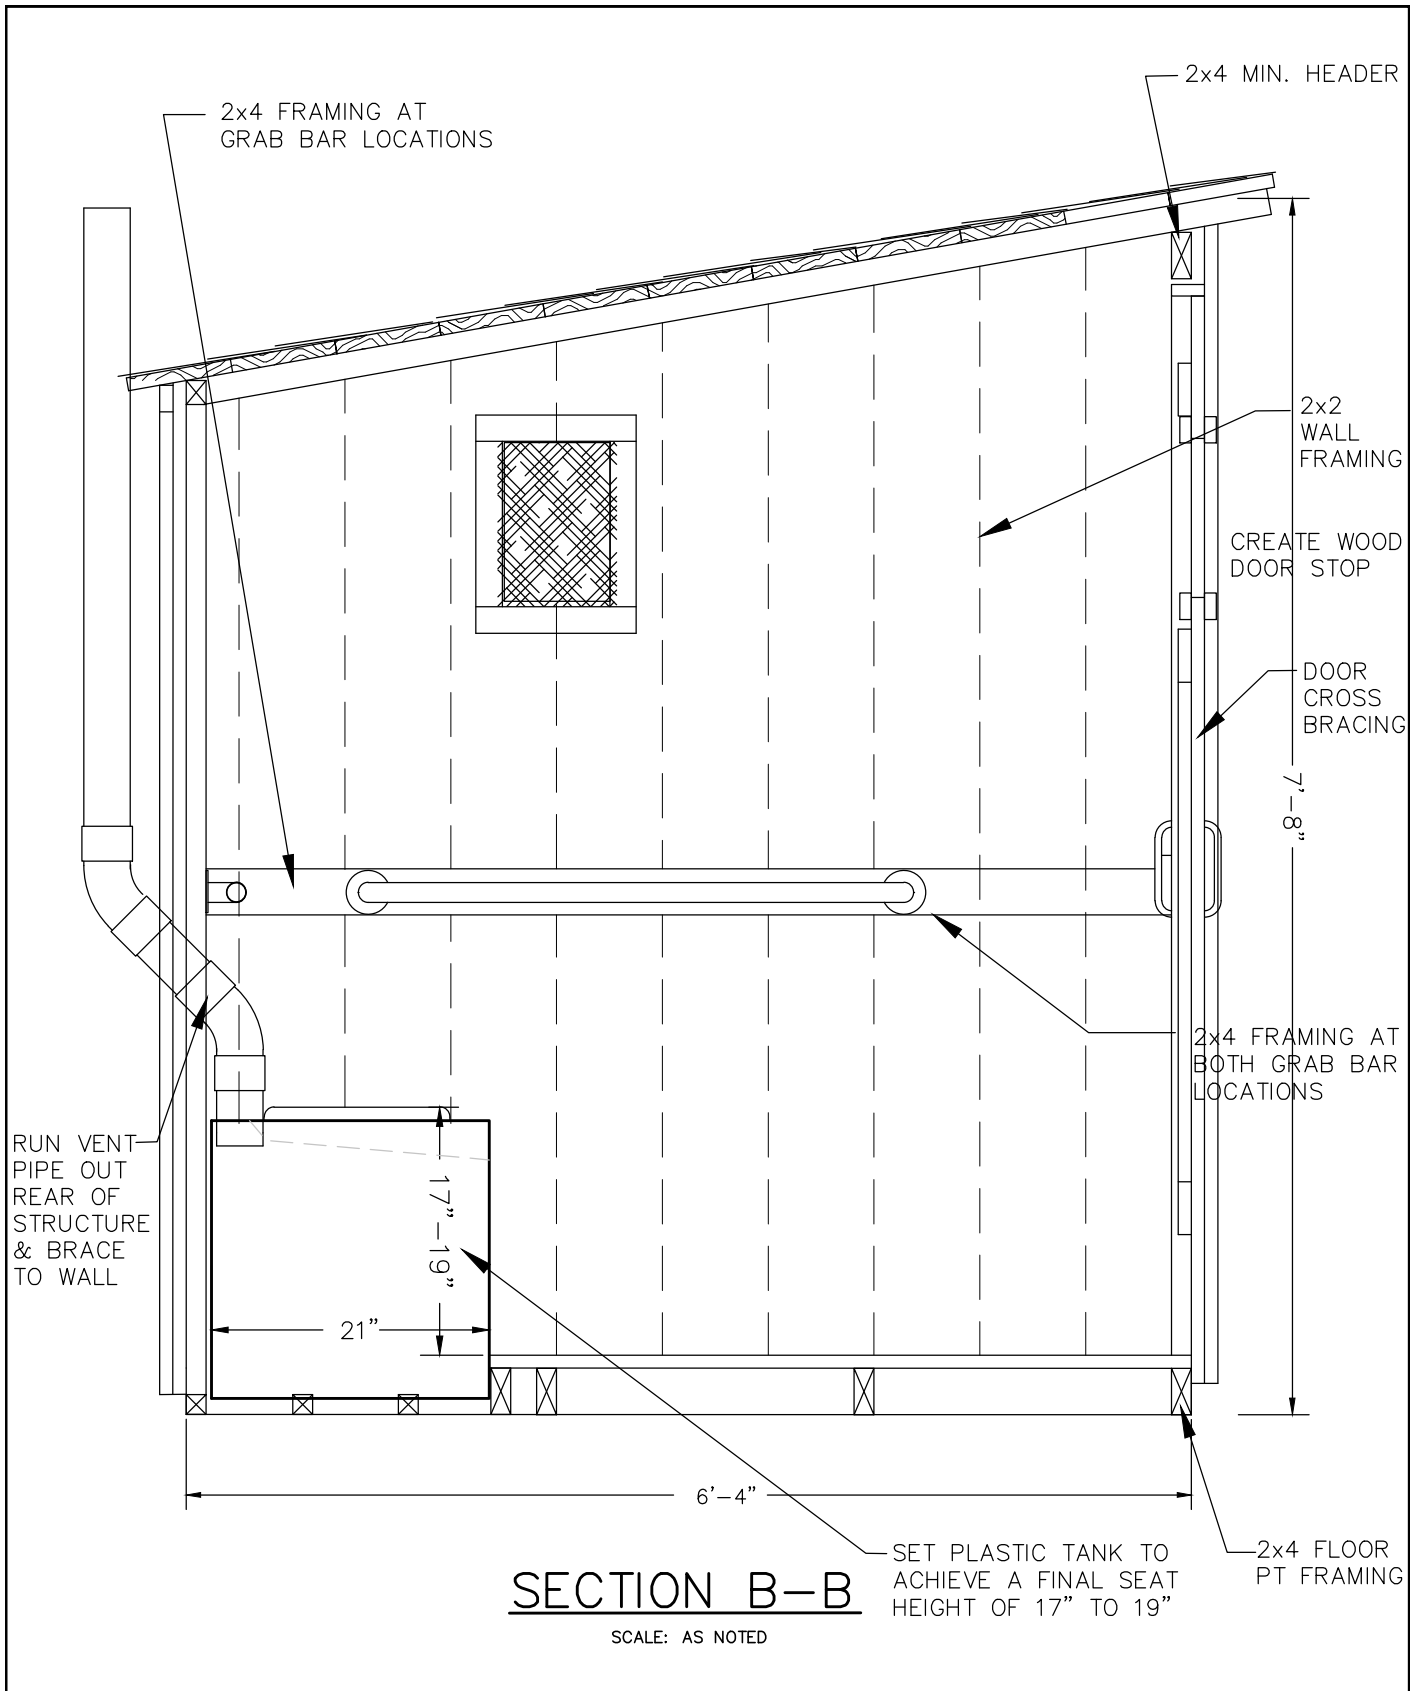 2x4 MIN. HEADER
2x4 FRAMING AT
GRAB BAR LOCATIONS
2x2
WALL
FRAMING
CREATE WOOD
DOOR STOP
DOOR
CROSS
BRACING
7'-8"
2x4 FRAMING AT
BOTH GRAB BAR
LOCATIONS
RUN VENT
PIPE OUT
REAR OF
STRUCTURE
& BRACE
TO WALL
17"-19"
21"
6'-4"
SET PLASTIC TANK TO
ACHIEVE A FINAL SEAT
HEIGHT OF 17" TO 19"
2x4 FLOOR
PT FRAMING
SECTION B-B
SCALE: AS NOTED